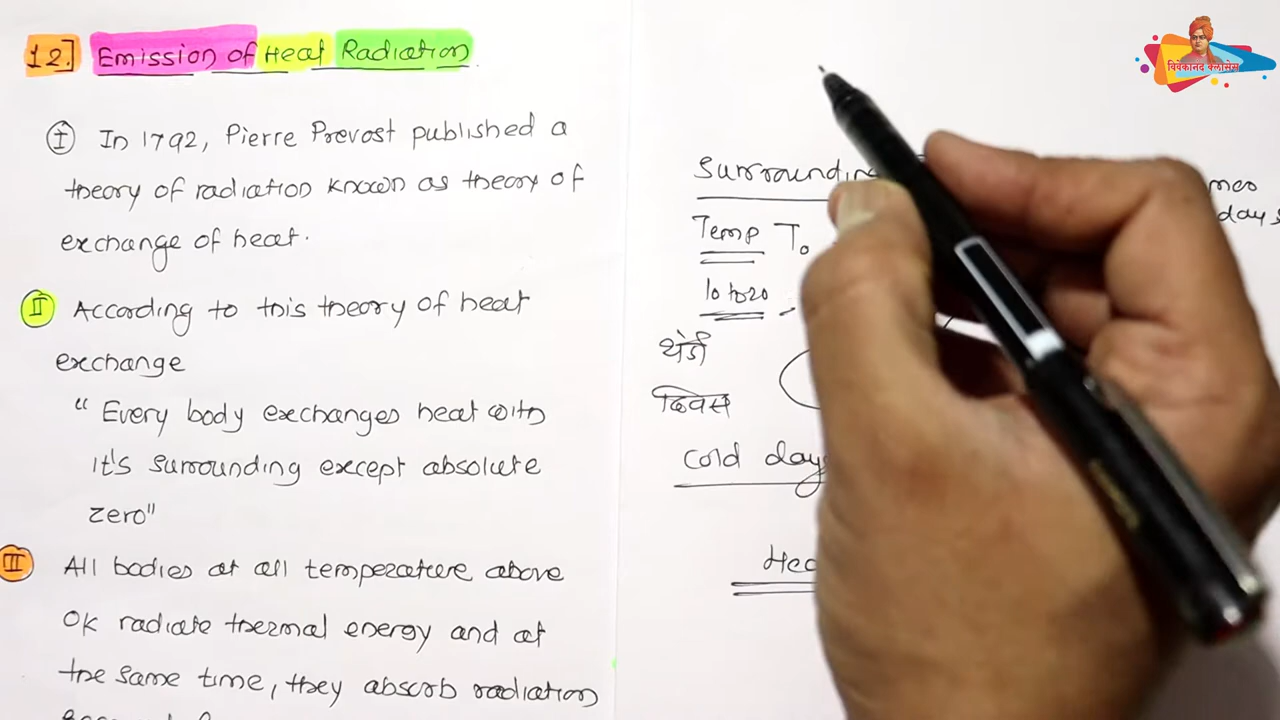 12.] Emission of Heat Radiation.
I In 1792, Pierre Prevost published a
theory of radiation known as theory of
exchange of heat.
II According to this theory of heat
exchange
" Every body exchanges heat with
it's surrounding except absolute
zero"
III All bodies at all temperature above
0K radiate thermal energy and at
the same time, they absorb radiation
Surrounding
Temp T₀
10 to 20
थंडी
दिवस
cold days
days
विवेकानंद क्लासेस